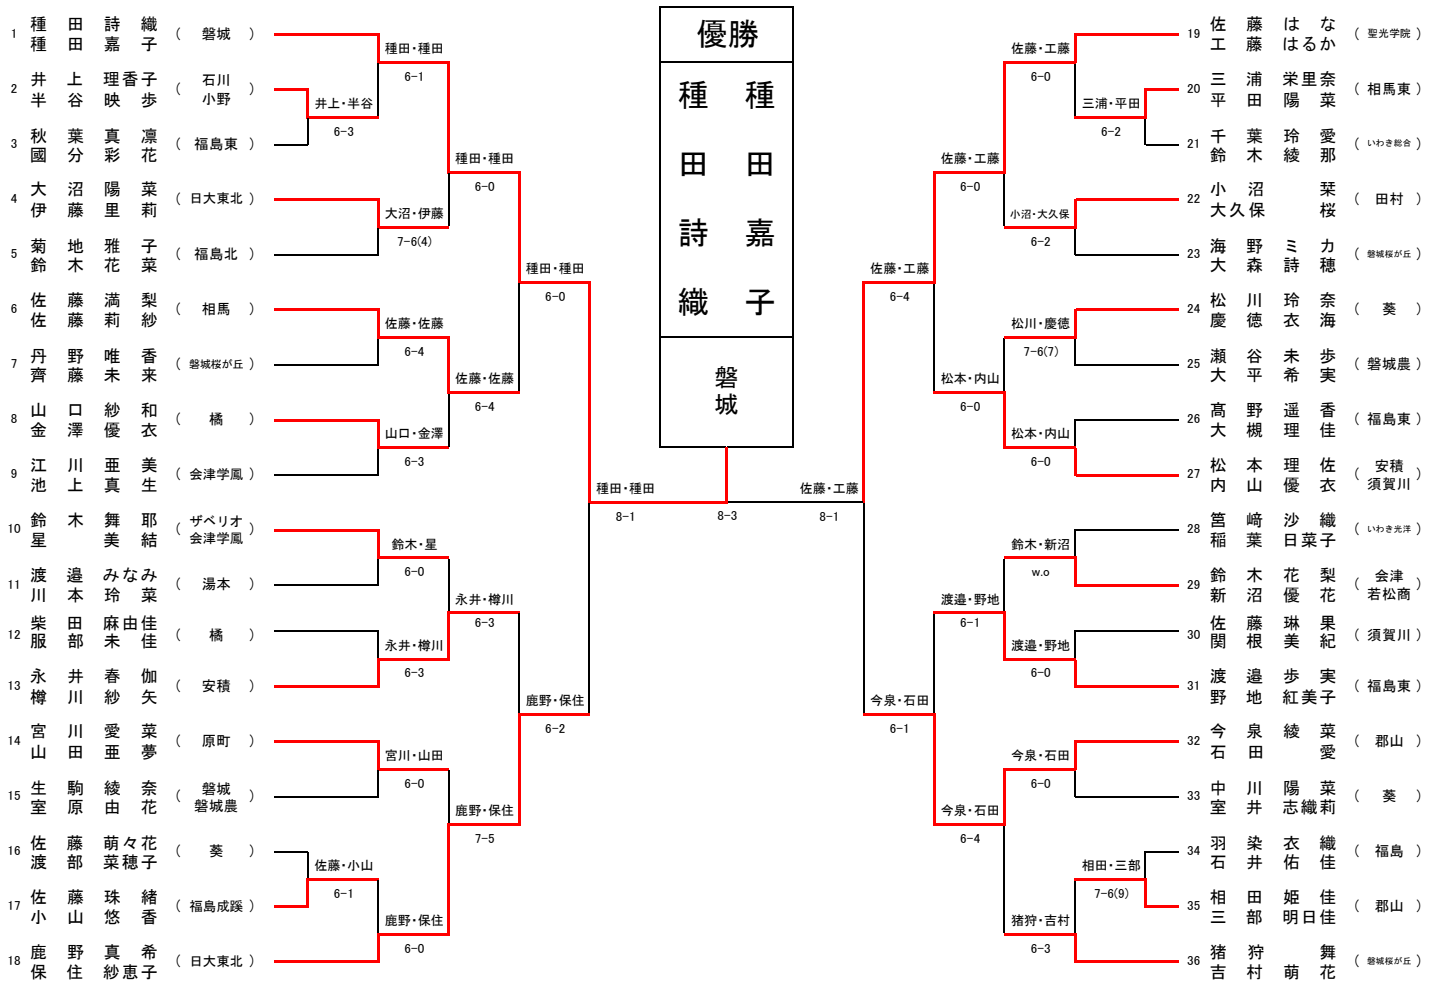 優勝
種田詩織
種田嘉子
磐城
1 種田詩織 ( 磐城 )
種田嘉子
2 井上理香子 ( 石川
半谷映歩 小野 )
3 秋葉真凛 ( 福島東 )
國分彩花
4 大沼陽菜 ( 日大東北 )
伊藤里莉
5 菊地雅子 ( 福島北 )
鈴木花菜
6 佐藤満梨 ( 相馬 )
佐藤莉紗
7 丹野唯香 ( 磐城桜が丘 )
齊藤未来
8 山口紗和 ( 橘 )
金澤優衣
9 江川亜美 ( 会津学鳳 )
池上真生
10 鈴木舞耶 ( ザベリオ
星美結 会津学鳳 )
11 渡邉みなみ ( 湯本 )
川本玲菜
12 柴田麻由佳 ( 橘 )
服部未佳
13 永井春伽 ( 安積 )
樽川紗矢
14 宮川愛菜 ( 原町 )
山田亜夢
15 生駒綾奈 ( 磐城
室原由花 磐城農 )
16 佐藤萌々花 ( 葵 )
渡部菜穂子
17 佐藤珠緒 ( 福島成蹊 )
小山悠香
18 鹿野真希 ( 日大東北 )
保住紗恵子
井上・半谷
6-3
佐藤・小山
6-1
種田・種田
6-1
大沼・伊藤
7-6(4)
佐藤・佐藤
6-4
山口・金澤
6-3
鈴木・星
6-0
永井・樽川
6-3
宮川・山田
6-0
鹿野・保住
6-0
種田・種田
6-0
佐藤・佐藤
6-4
永井・樽川
6-3
鹿野・保住
7-5
種田・種田
6-0
鹿野・保住
6-2
種田・種田
8-1
8-3
佐藤・工藤
8-1
佐藤・工藤
6-4
今泉・石田
6-1
佐藤・工藤
6-0
松本・内山
6-0
渡邉・野地
6-1
今泉・石田
6-4
佐藤・工藤
6-0
小沼・大久保
6-2
松川・慶徳
7-6(7)
松本・内山
6-0
鈴木・新沼
w.o
渡邉・野地
6-0
今泉・石田
6-0
猪狩・吉村
6-3
三浦・平田
6-2
相田・三部
7-6(9)
19 佐藤はな ( 聖光学院 )
工藤はるか
20 三浦栄里奈 ( 相馬東 )
平田陽菜
21 千葉玲愛 ( いわき総合 )
鈴木綾那
22 小沼栞 ( 田村 )
大久保桜
23 海野ミカ ( 磐城桜が丘 )
大森詩穂
24 松川玲奈 ( 葵 )
慶徳衣海
25 瀬谷未歩 ( 磐城農 )
大平希実
26 髙野遥香 ( 福島東 )
大槻理佳
27 松本理佐 ( 安積
内山優衣 須賀川 )
28 筥﨑沙織 ( いわき光洋 )
稲葉日菜子
29 鈴木花梨 ( 会津
新沼優花 若松商 )
30 佐藤琳果 ( 須賀川 )
関根美紀
31 渡邉歩実 ( 福島東 )
野地紅美子
32 今泉綾菜 ( 郡山 )
石田愛
33 中川陽菜 ( 葵 )
室井志織莉
34 羽染衣織 ( 福島 )
石井佑佳
35 相田姫佳 ( 郡山 )
三部明日佳
36 猪狩舞 ( 磐城桜が丘 )
吉村萌花